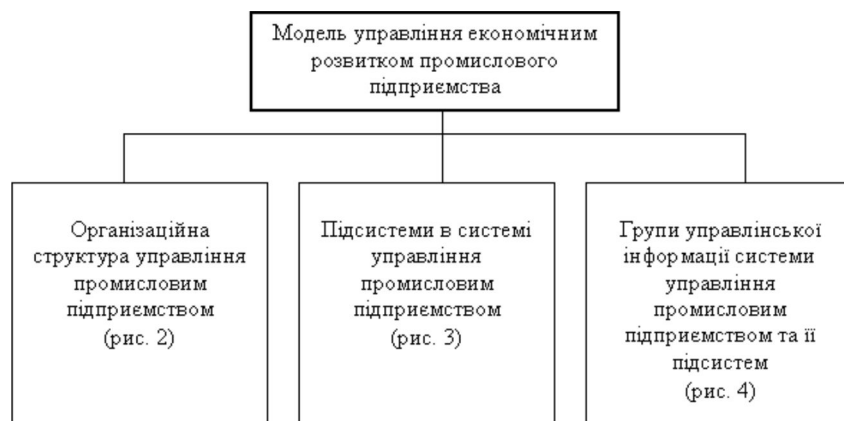 Модель управління економічним
розвитком промислового
підприємства
Організаційна
структура управління
промисловим
підприємством
(рис. 2)
Підсистеми в системі
управління
промисловим
підприємством
(рис. 3)
Групи управлінської
інформації системи
управління
промисловим
підприємством та її
підсистем
(рис. 4)